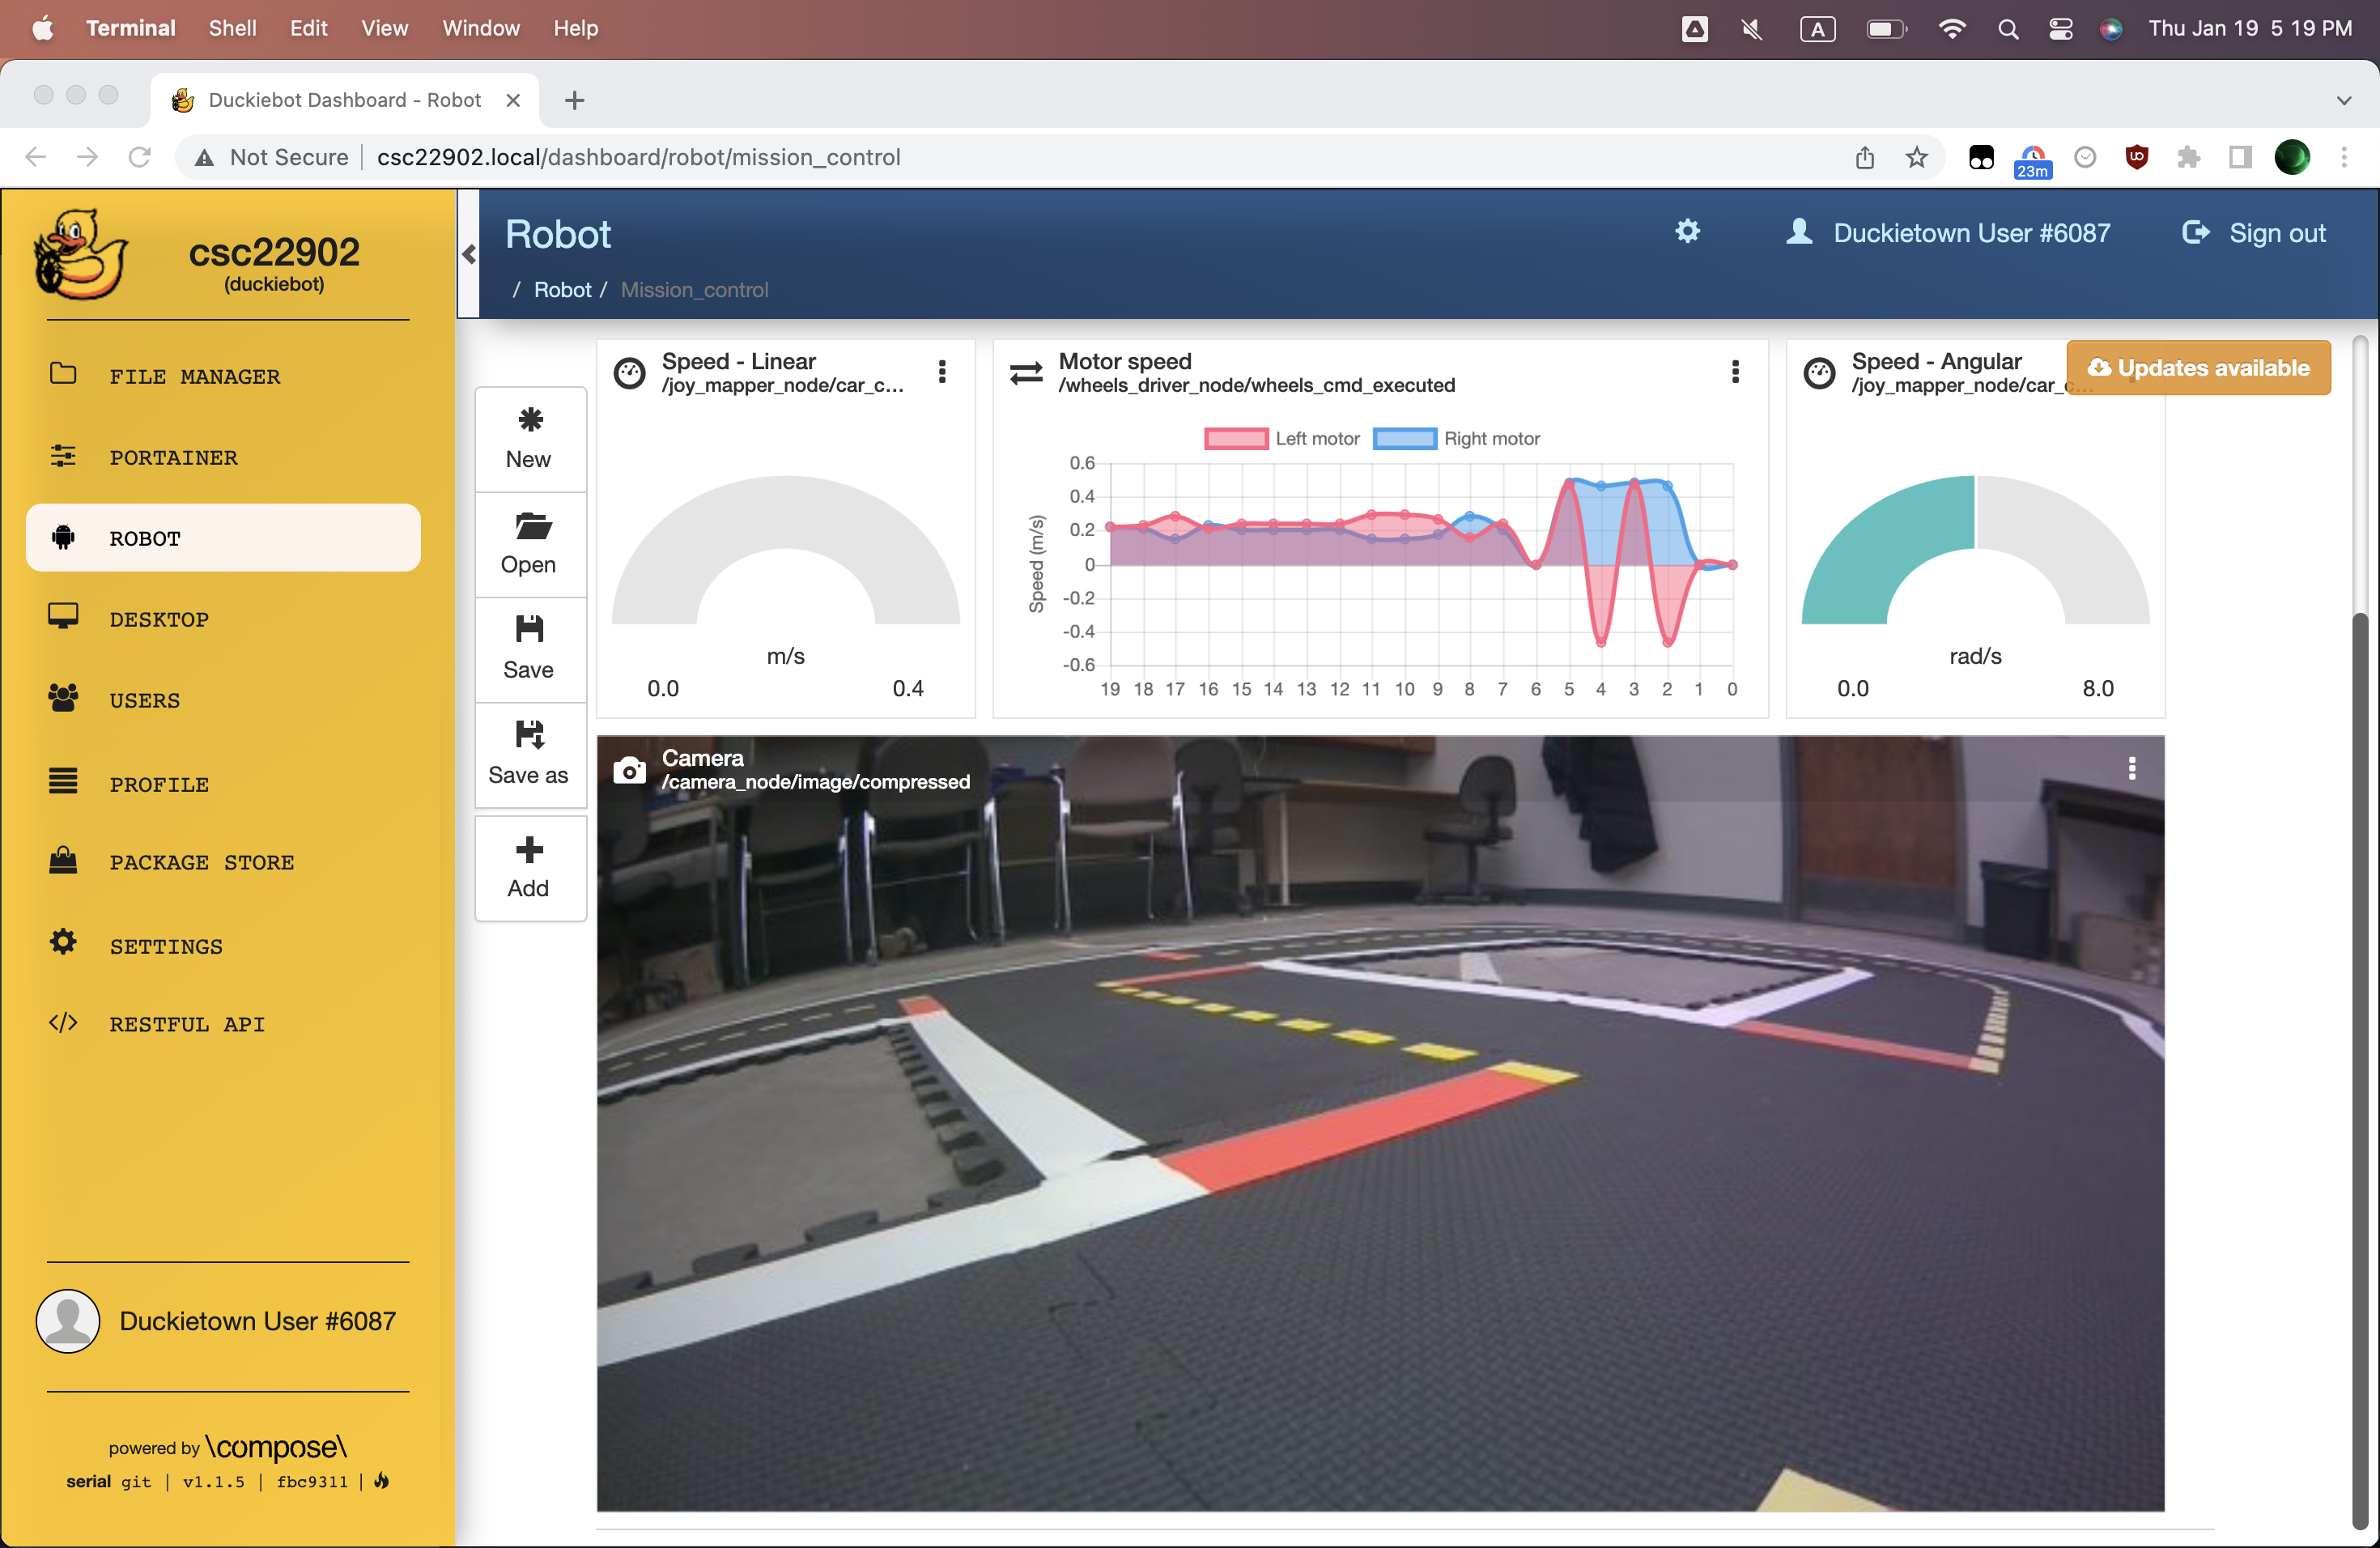 Terminal Shell Edit View Window Help A Thu Jan 19 5 19 PM
Duckiebot Dashboard - Robot
Not Secure csc22902.local/dashboard/robot/mission_control 23m
csc22902
(duckiebot)
FILE MANAGER
PORTAINER
ROBOT
DESKTOP
USERS
PROFILE
PACKAGE STORE
SETTINGS
RESTFUL API
Duckietown User #6087
powered by \compose\
serial git | v1.1.5 | fbc9311 |
Robot
Duckietown User #6087
Sign out
/ Robot / Mission_control
Updates available
New
Open
Save
Save as
Add
Speed - Linear
/joy_mapper_node/car_c...
m/s
0.0 0.4
Motor speed
/wheels_driver_node/wheels_cmd_executed
Left motor Right motor
Speed (m/s)
0.6
0.4
0.2
0
-0.2
-0.4
-0.6
19 18 17 16 15 14 13 12 11 10 9 8 7 6 5 4 3 2 1 0
Speed - Angular
/joy_mapper_node/car_c...
rad/s
0.0 8.0
Camera
/camera_node/image/compressed